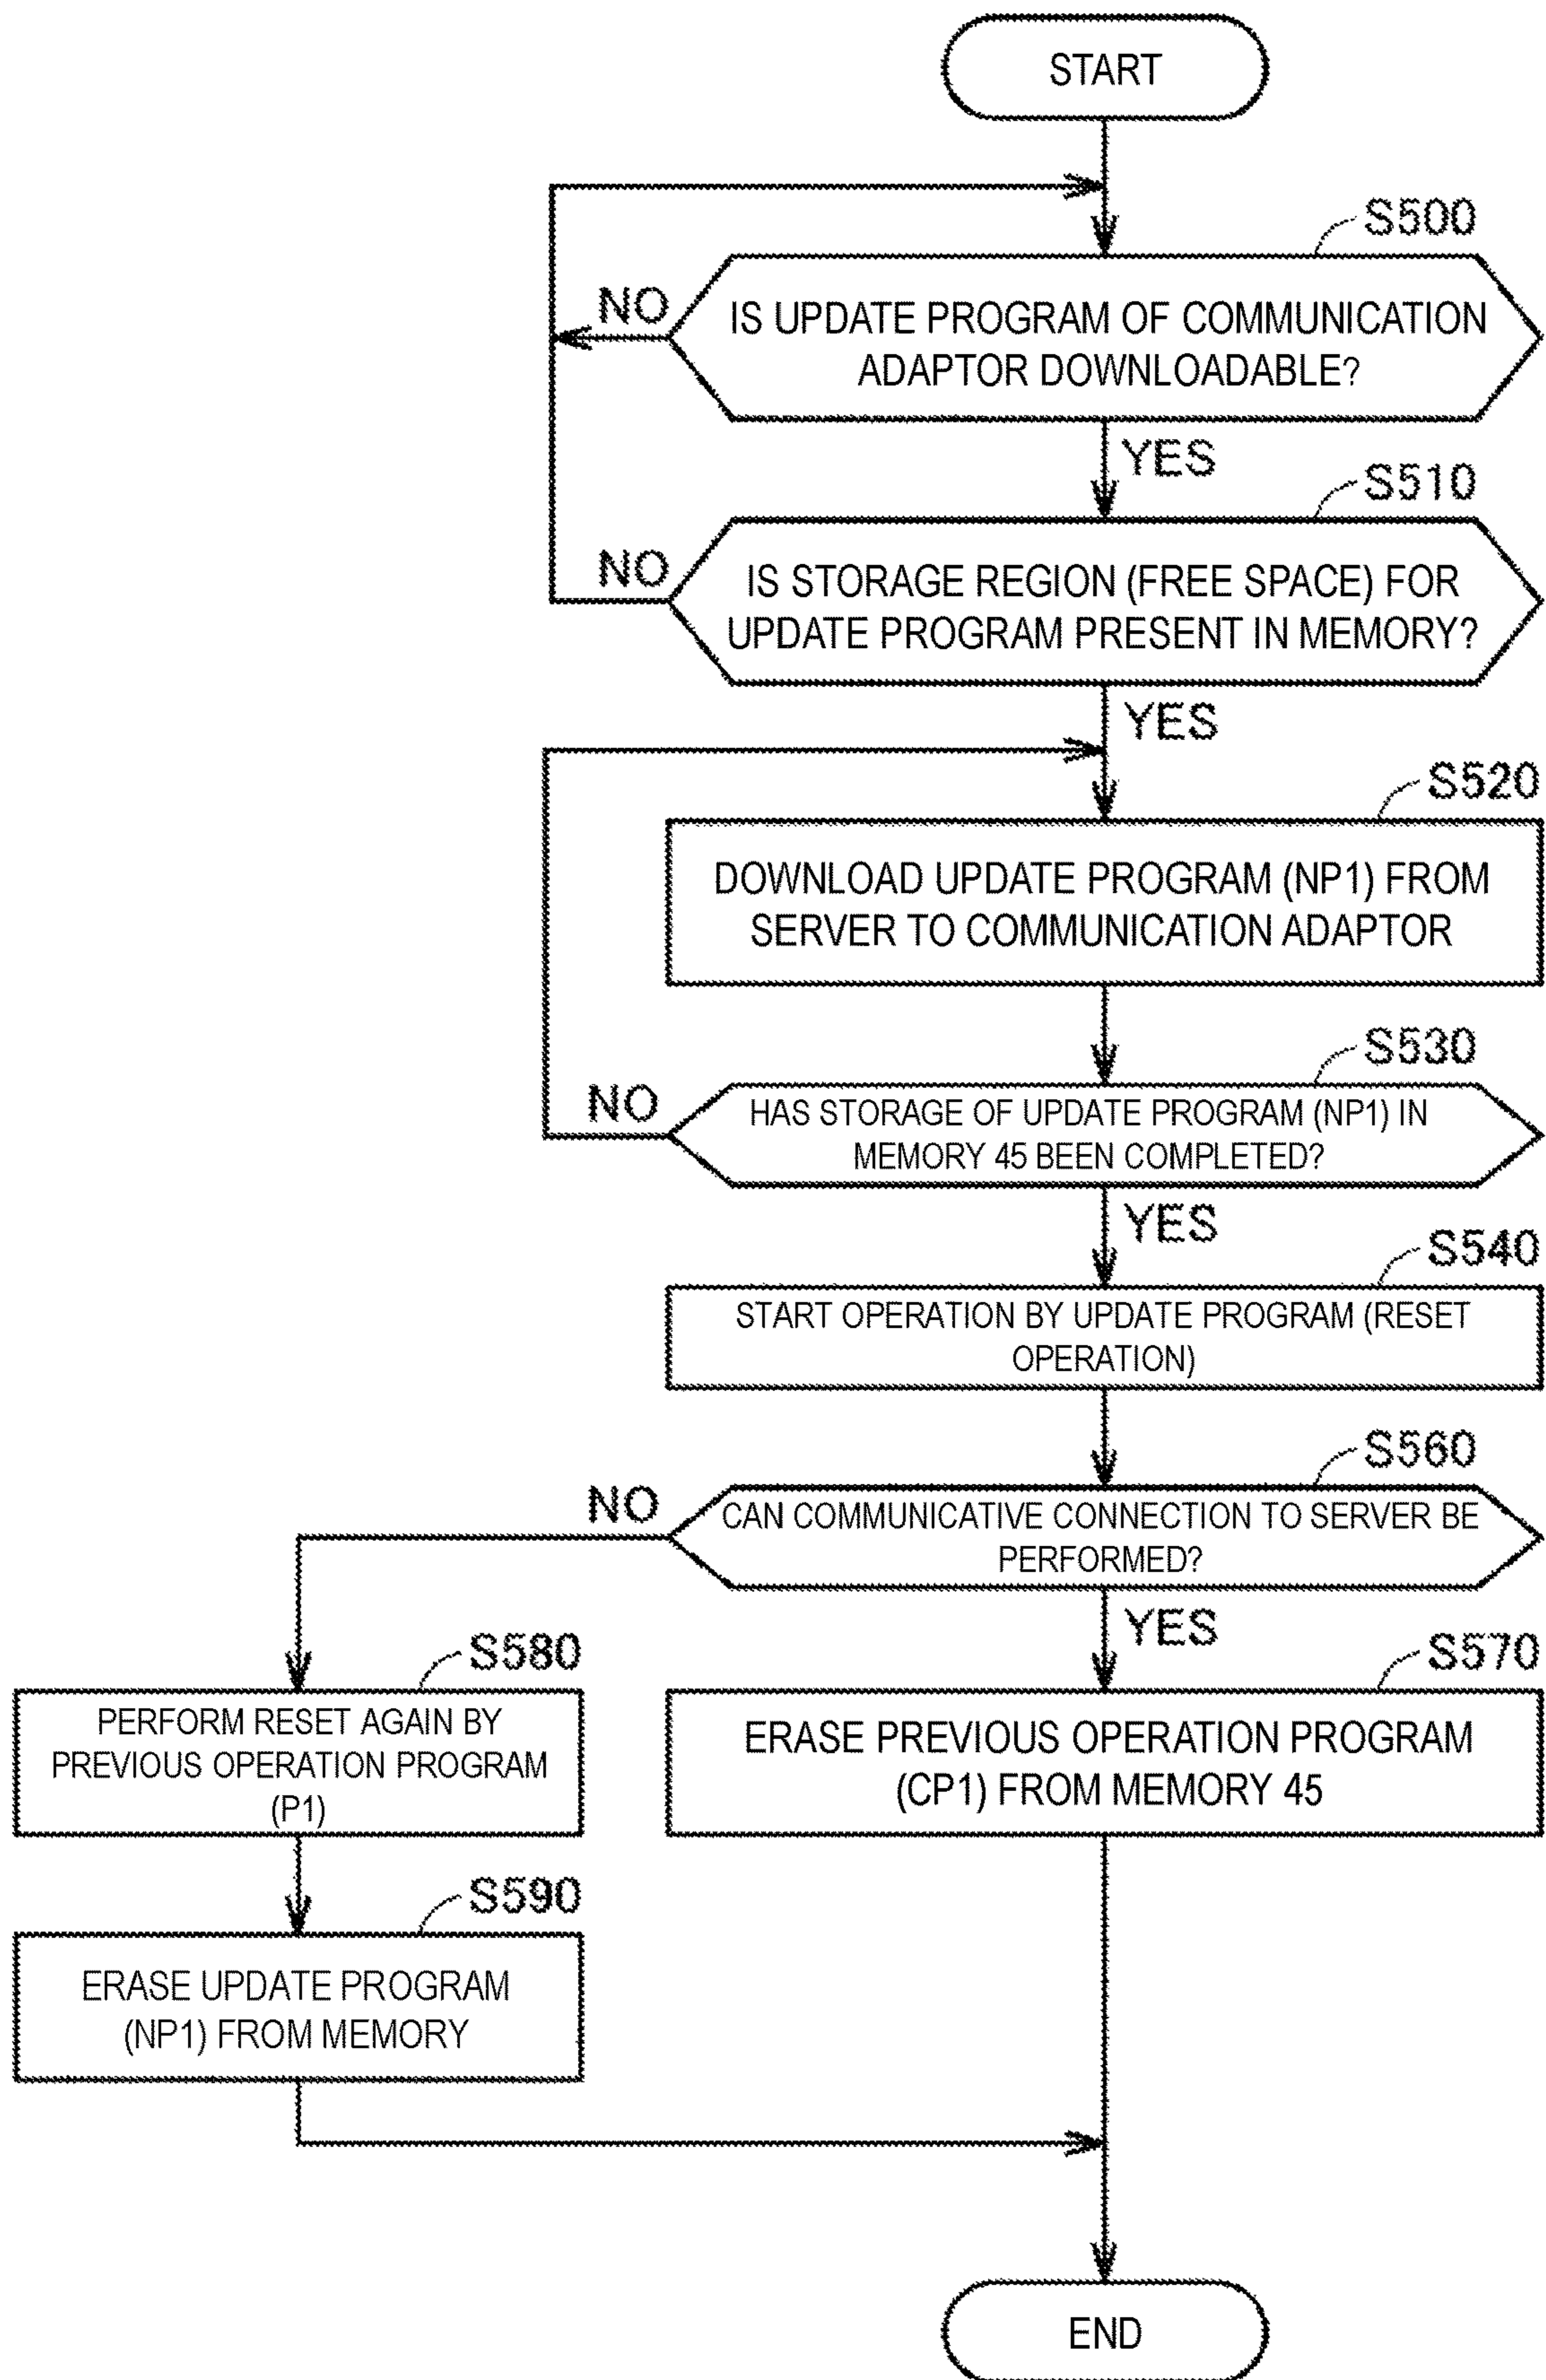 START
S500
NO
IS UPDATE PROGRAM OF COMMUNICATION
ADAPTOR DOWNLOADABLE?
YES
S510
NO
IS STORAGE REGION (FREE SPACE) FOR
UPDATE PROGRAM PRESENT IN MEMORY?
YES
S520
DOWNLOAD UPDATE PROGRAM (NP1) FROM
SERVER TO COMMUNICATION ADAPTOR
S530
NO
HAS STORAGE OF UPDATE PROGRAM (NP1) IN
MEMORY 45 BEEN COMPLETED?
YES
S540
START OPERATION BY UPDATE PROGRAM (RESET
OPERATION)
S560
NO
CAN COMMUNICATIVE CONNECTION TO SERVER BE
PERFORMED?
YES
S580
PERFORM RESET AGAIN BY
PREVIOUS OPERATION PROGRAM
(P1)
S570
ERASE PREVIOUS OPERATION PROGRAM
(CP1) FROM MEMORY 45
S590
ERASE UPDATE PROGRAM
(NP1) FROM MEMORY
END